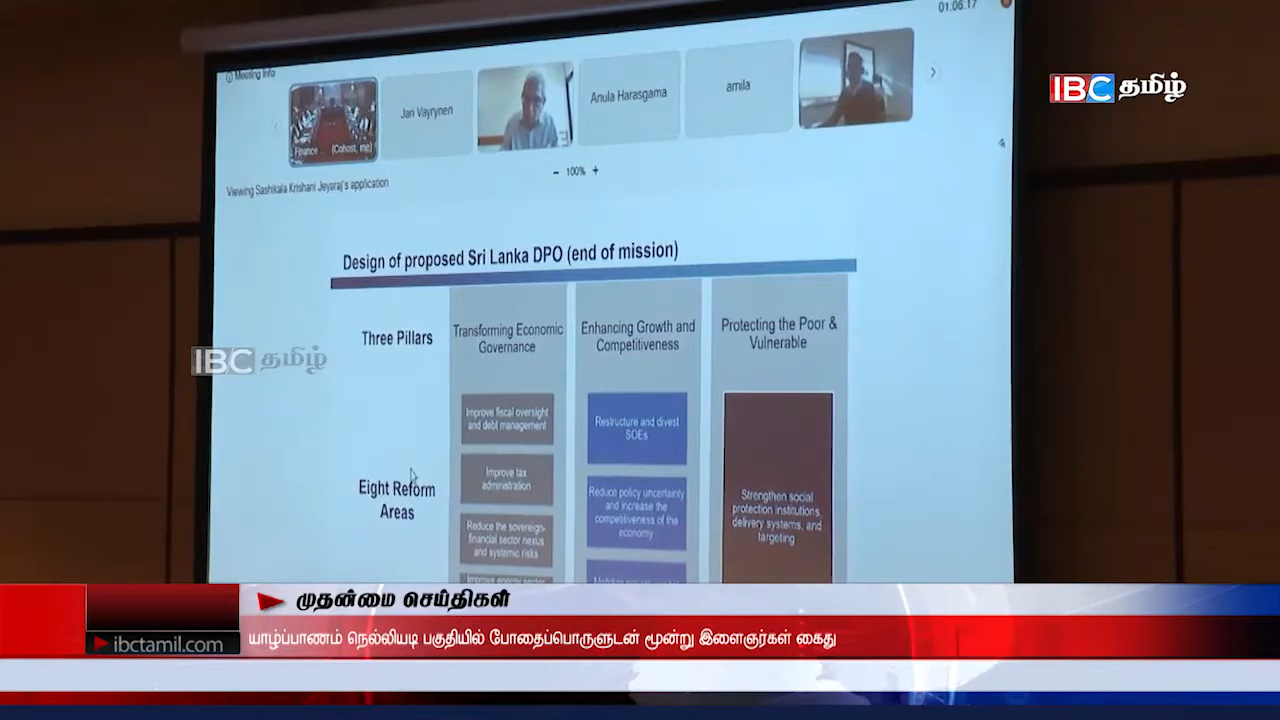 01:06:17
Meeting Info
IBC தமிழ்
Finance ... (Cohost, me)
Jari Vayrynen
Anula Harasgama
amila
Viewing Sashikala Krishani Jeyaraj's application
− 100% +
Design of proposed Sri Lanka DPO (end of mission)
Three Pillars
Transforming Economic
Governance
Enhancing Growth and
Competitiveness
Protecting the Poor &
Vulnerable
IBC தமிழ்
Eight Reform
Areas
Improve fiscal oversight
and debt management
Improve tax
administration
Reduce the sovereign-
financial sector nexus
and systemic risks
Improve energy sector
Restructure and divest
SOEs
Reduce policy uncertainty
and increase the
competitiveness of the
economy
Strengthen social
protection institutions,
delivery systems, and
targeting
முதன்மை செய்திகள்
ibctamil.com
யாழ்ப்பாணம் நெல்லியடி பகுதியில் போதைப்பொருளுடன் மூன்று இளைஞர்கள் கைது